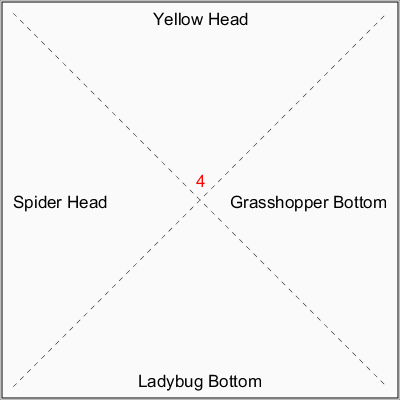 Yellow Head
4
Spider Head
Grasshopper Bottom
Ladybug Bottom